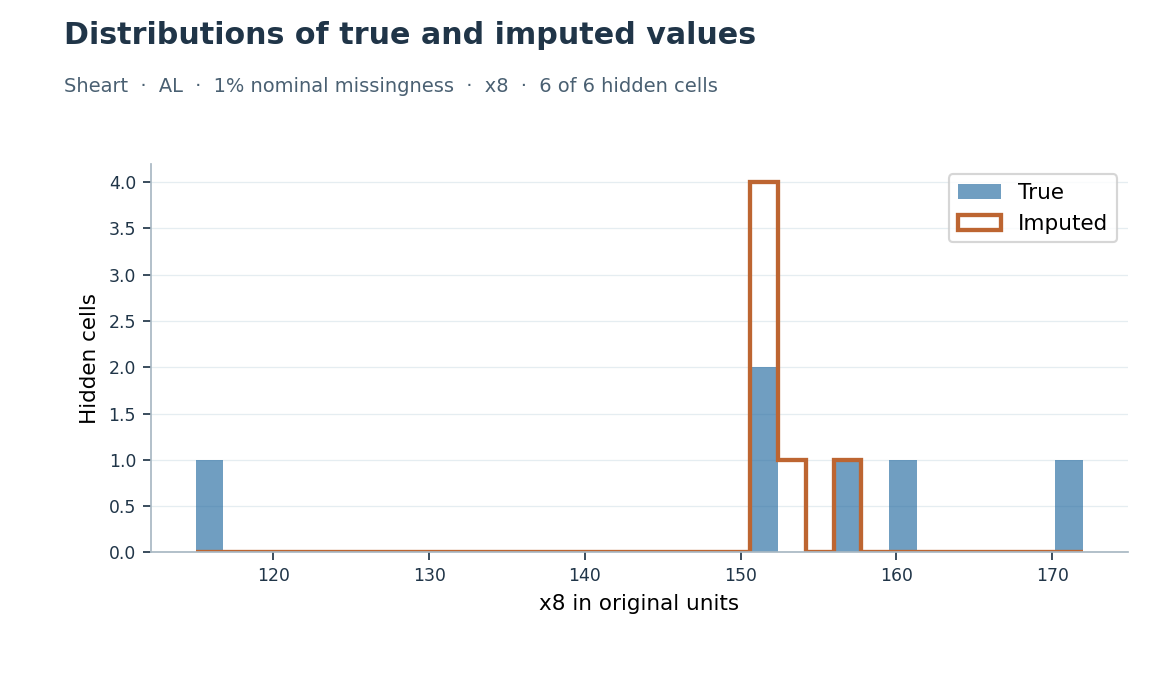 Distributions of true and imputed values
Sheart · AL · 1% nominal missingness · x8 · 6 of 6 hidden cells
True
Imputed
Hidden cells
4.0
3.5
3.0
2.5
2.0
1.5
1.0
0.5
0.0
120 130 140 150 160 170
x8 in original units